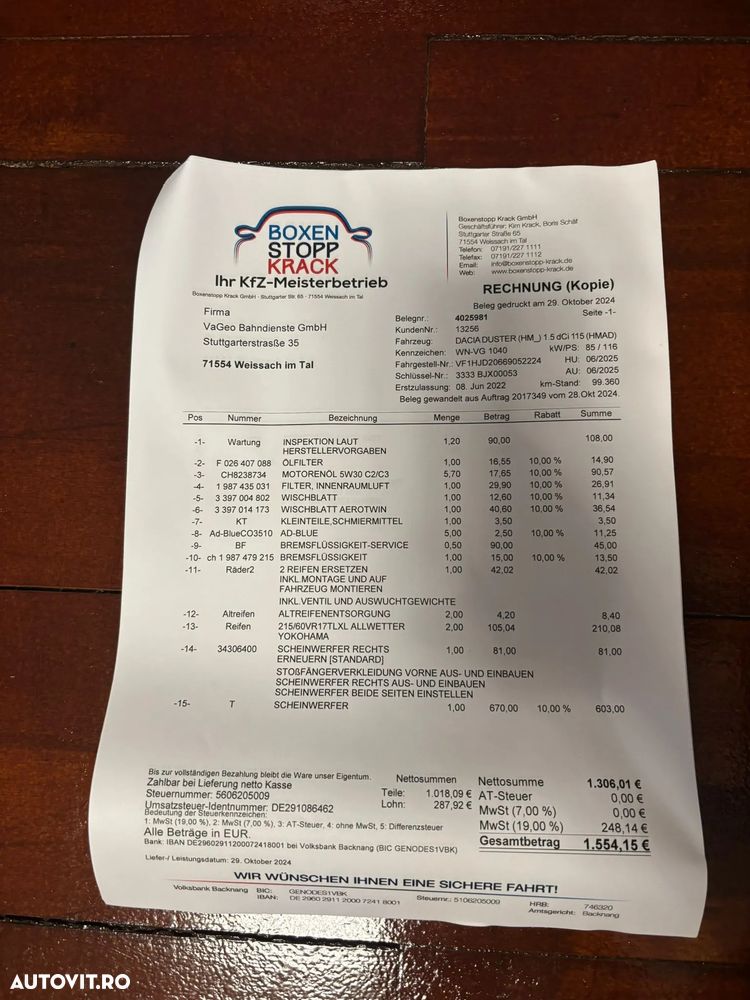 BOXEN
STOPP
KRACK
Ihr KfZ-Meisterbetrieb
Boxenstopp Krack GmbH · Stuttgarter Str. 65 · 71554 Weissach im Tal
Boxenstopp Krack GmbH
Geschäftsführer: Kim Krack, Boris Schäf
Stuttgarter Straße 65
71554 Weissach im Tal
Telefon: 07191/227 1111
Telefax: 07191/227 1112
Email: info@boxenstopp-krack.de
Web: www.boxenstopp-krack.de
RECHNUNG (Kopie)
Beleg gedruckt am 29. Oktober 2024
Seite -1-
Firma
VaGeo Bahndienste GmbH
Stuttgarterstraße 35
71554 Weissach im Tal
Belegnr.: 4025981
KundenNr.: 13256
Fahrzeug: DACIA DUSTER (HM_) 1.5 dCi 115 (HMAD)
Kennzeichen: WN-VG 1040 kW/PS: 85 / 116
Fahrgestell-Nr.: VF1HJD20669052224 HU: 06/2025
Schlüssel-Nr.: 3333 BJX00053 AU: 06/2025
Erstzulassung: 08. Jun 2022 km-Stand: 99.360
Beleg gewandelt aus Auftrag 2017349 vom 28.Okt 2024.
Pos Nummer Bezeichnung Menge Betrag Rabatt Summe
-1- Wartung INSPEKTION LAUT 1,20 90,00 108,00
HERSTELLERVORGABEN
-2- F 026 407 088 ÖLFILTER 1,00 16,55 10,00 % 14,90
-3- CH8238734 MOTORENÖL 5W30 C2/C3 5,70 17,65 10,00 % 90,57
-4- 1 987 435 031 FILTER, INNENRAUMLUFT 1,00 29,90 10,00 % 26,91
-5- 3 397 004 802 WISCHBLATT 1,00 12,60 10,00 % 11,34
-6- 3 397 014 173 WISCHBLATT AEROTWIN 1,00 40,60 10,00 % 36,54
-7- KT KLEINTEILE,SCHMIERMITTEL 1,00 3,50 3,50
-8- Ad-BlueCO3510 AD-BLUE 5,00 2,50 10,00 % 11,25
-9- BF BREMSFLÜSSIGKEIT-SERVICE 0,50 90,00 45,00
-10- ch 1 987 479 215 BREMSFLÜSSIGKEIT 1,00 15,00 10,00 % 13,50
-11- Räder2 2 REIFEN ERSETZEN 1,00 42,02 42,02
INKL.MONTAGE UND AUF
FAHRZEUG MONTIEREN
INKL.VENTIL UND AUSWUCHTGEWICHTE
-12- Altreifen ALTREIFENENTSORGUNG 2,00 4,20 8,40
-13- Reifen 215/60VR17TLXL ALLWETTER 2,00 105,04 210,08
YOKOHAMA
-14- 34306400 SCHEINWERFER RECHTS 1,00 81,00 81,00
ERNEUERN [STANDARD]
STOßFÄNGERVERKLEIDUNG VORNE AUS- UND EINBAUEN
SCHEINWERFER RECHTS AUS- UND EINBAUEN
SCHEINWERFER BEIDE SEITEN EINSTELLEN
-15- T SCHEINWERFER 1,00 670,00 10,00 % 603,00
Bis zur vollständigen Bezahlung bleibt die Ware unser Eigentum.
Zahlbar bei Lieferung netto Kasse
Steuernummer: 5606205009
Umsatzsteuer-Identnummer: DE291086462
Bedeutung der Steuerkennzeichen:
1: MwSt (19,00 %), 2: MwSt (7,00 %), 3: AT-Steuer, 4: ohne MwSt, 5: Differenzsteuer
Alle Beträge in EUR.
Bank: IBAN DE29602911200072418001 bei Volksbank Backnang (BIC GENODES1VBK)
Liefer-/ Leistungsdatum: 29. Oktober 2024
Nettosummen
Teile: 1.018,09 €
Lohn: 287,92 €
Nettosumme 1.306,01 €
AT-Steuer 0,00 €
MwSt (7,00 %) 0,00 €
MwSt (19,00 %) 248,14 €
Gesamtbetrag 1.554,15 €
WIR WÜNSCHEN IHNEN EINE SICHERE FAHRT!
Volksbank Backnang BIC: GENODES1VBK
IBAN: DE 2960 2911 2000 7241 8001
Steuernr.: 5106205009
HRB: 746320
Amtsgericht: Backnang
AUTOVIT.RO